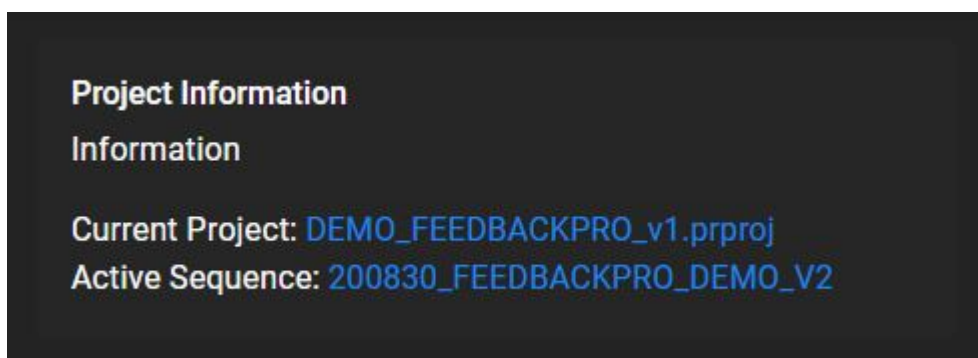 Project Information
Information
Current Project: DEMO_FEEDBACKPRO_v1.prproj
Active Sequence: 200830_FEEDBACKPRO_DEMO_V2